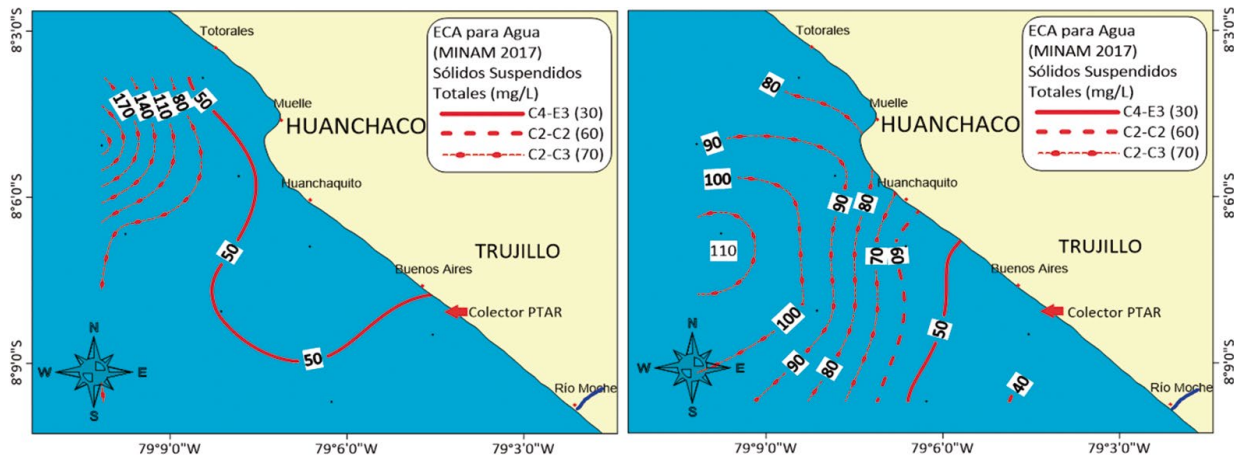 8°3'0"S
8°6'0"S
8°9'0"S
Totorales
Muelle
HUANCHACO
Huanchaquito
TRUJILLO
Buenos Aires
Colector PTAR
Río Moche
ECA para Agua
(MINAM 2017)
Sólidos Suspendidos
Totales (mg/L)
C4-E3 (30)
C2-C2 (60)
C2-C3 (70)
170
140
110
80
50
50
50
N
W
E
S
79°9'0"W
79°6'0"W
79°3'0"W
Totorales
Muelle
HUANCHACO
Huanchaquito
TRUJILLO
Buenos Aires
Colector PTAR
Río Moche
ECA para Agua
(MINAM 2017)
Sólidos Suspendidos
Totales (mg/L)
C4-E3 (30)
C2-C2 (60)
C2-C3 (70)
80
90
100
110
90
80
70
60
50
100
90
80
40
N
W
E
S
79°9'0"W
79°6'0"W
79°3'0"W
8°3'0"S
8°6'0"S
8°9'0"S